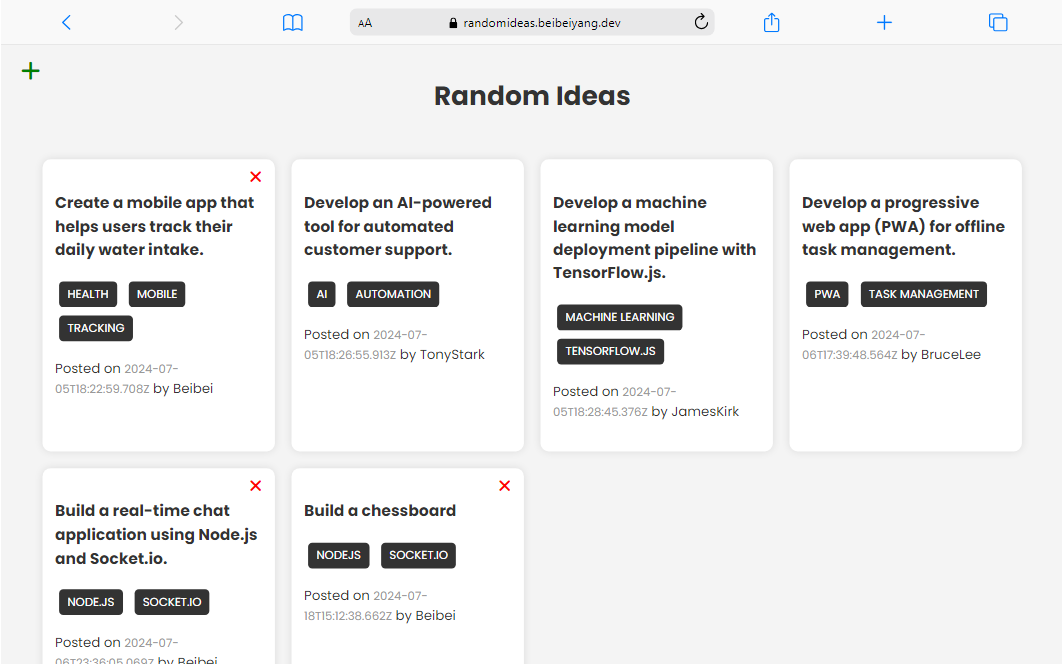 AA
randomideas.beibeiyang.dev
Random Ideas
Create a mobile app that
helps users track their
daily water intake.
HEALTH MOBILE
TRACKING
Posted on 2024-07-
05T18:22:59.708Z by Beibei
Develop an AI-powered
tool for automated
customer support.
AI AUTOMATION
Posted on 2024-07-
05T18:26:55.913Z by TonyStark
Develop a machine
learning model
deployment pipeline with
TensorFlow.js.
MACHINE LEARNING
TENSORFLOW.JS
Posted on 2024-07-
05T18:28:45.376Z by JamesKirk
Develop a progressive
web app (PWA) for offline
task management.
PWA TASK MANAGEMENT
Posted on 2024-07-
06T17:39:48.564Z by BruceLee
Build a real-time chat
application using Node.js
and Socket.io.
NODE.JS SOCKET.IO
Posted on 2024-07-
06T23:36:05.069Z by Beibei
Build a chessboard
NODEJS SOCKET.IO
Posted on 2024-07-
18T15:12:38.662Z by Beibei